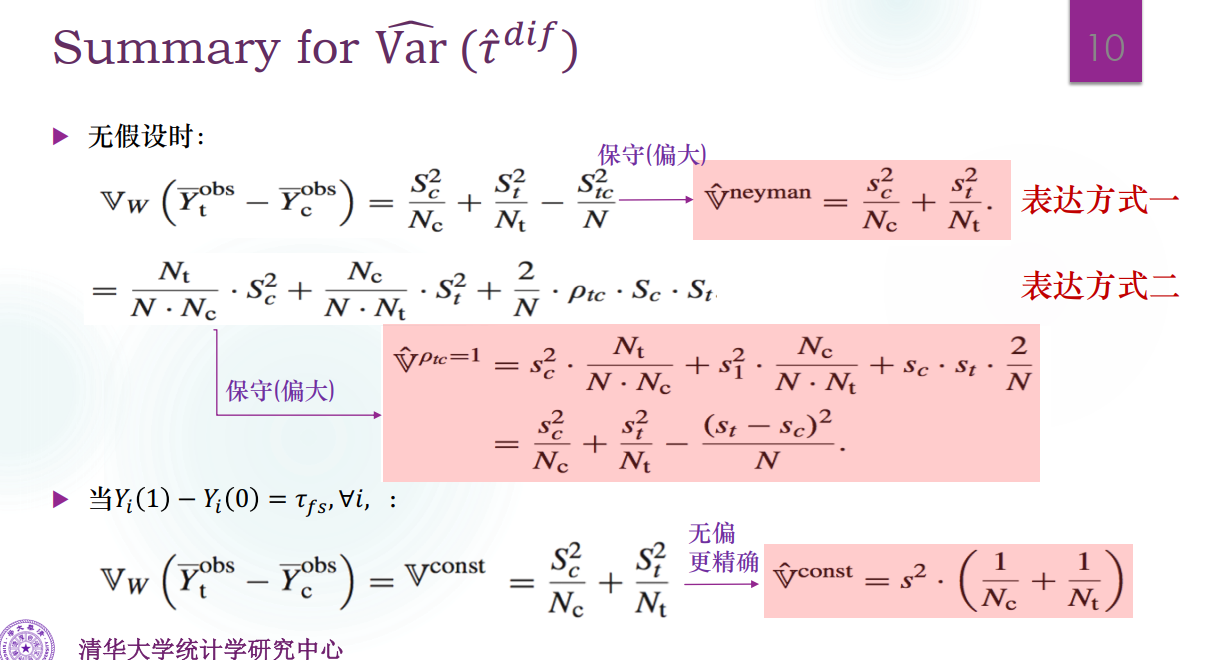 Summary for $\widehat{\mathrm{Var}}\,(\hat{\tau}^{dif})$
10
▶ 无假设时：
保守(偏大)
$\mathbb{V}_W\left(\overline{Y}_t^{\mathrm{obs}} - \overline{Y}_c^{\mathrm{obs}}\right) = \frac{S_c^2}{N_c} + \frac{S_t^2}{N_t} - \frac{S_{tc}^2}{N}$ → $\hat{\mathbb{V}}^{\mathrm{neyman}} = \frac{s_c^2}{N_c} + \frac{s_t^2}{N_t}.$ 表达方式一
$= \frac{N_t}{N \cdot N_c} \cdot S_c^2 + \frac{N_c}{N \cdot N_t} \cdot S_t^2 + \frac{2}{N} \cdot \rho_{tc} \cdot S_c \cdot S_t.$ 表达方式二
保守(偏大)
$\hat{\mathbb{V}}^{\rho_{tc}=1} = s_c^2 \cdot \frac{N_t}{N \cdot N_c} + s_1^2 \cdot \frac{N_c}{N \cdot N_t} + s_c \cdot s_t \cdot \frac{2}{N}$
$= \frac{s_c^2}{N_c} + \frac{s_t^2}{N_t} - \frac{(s_t - s_c)^2}{N}.$
▶ 当$Y_i(1) - Y_i(0) = \tau_{fs}, \forall i,$ ：
无偏
更精确
$\mathbb{V}_W\left(\overline{Y}_t^{\mathrm{obs}} - \overline{Y}_c^{\mathrm{obs}}\right) = \mathbb{V}^{\mathrm{const}} = \frac{S_c^2}{N_c} + \frac{S_t^2}{N_t}$ → $\hat{\mathbb{V}}^{\mathrm{const}} = s^2 \cdot \left(\frac{1}{N_c} + \frac{1}{N_t}\right)$
清华大学统计学研究中心